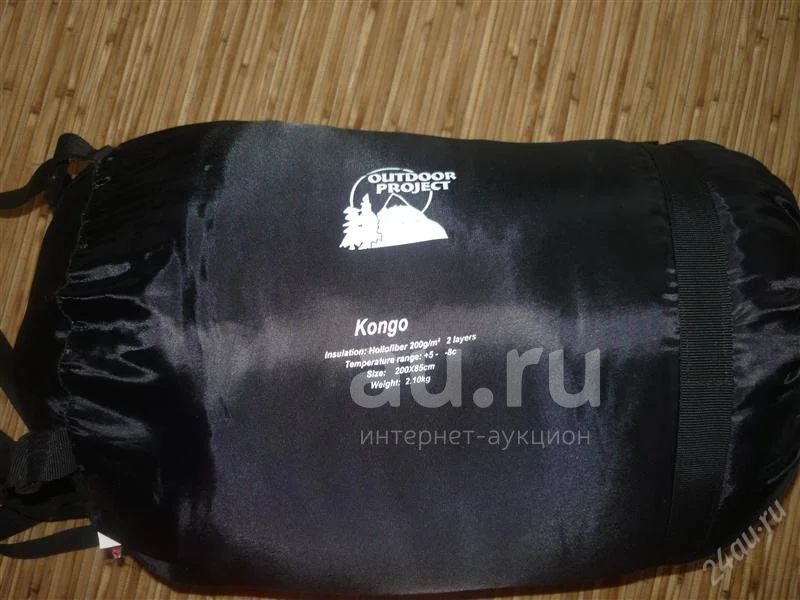 OUTDOOR
PROJECT
Kongo
Insulation: Hollofiber 200g/m² 2 layers
Temperature range: +5 - -8c
Size: 200X85cm
Weight: 2.10kg
au.ru
интернет-аукцион
24au.ru